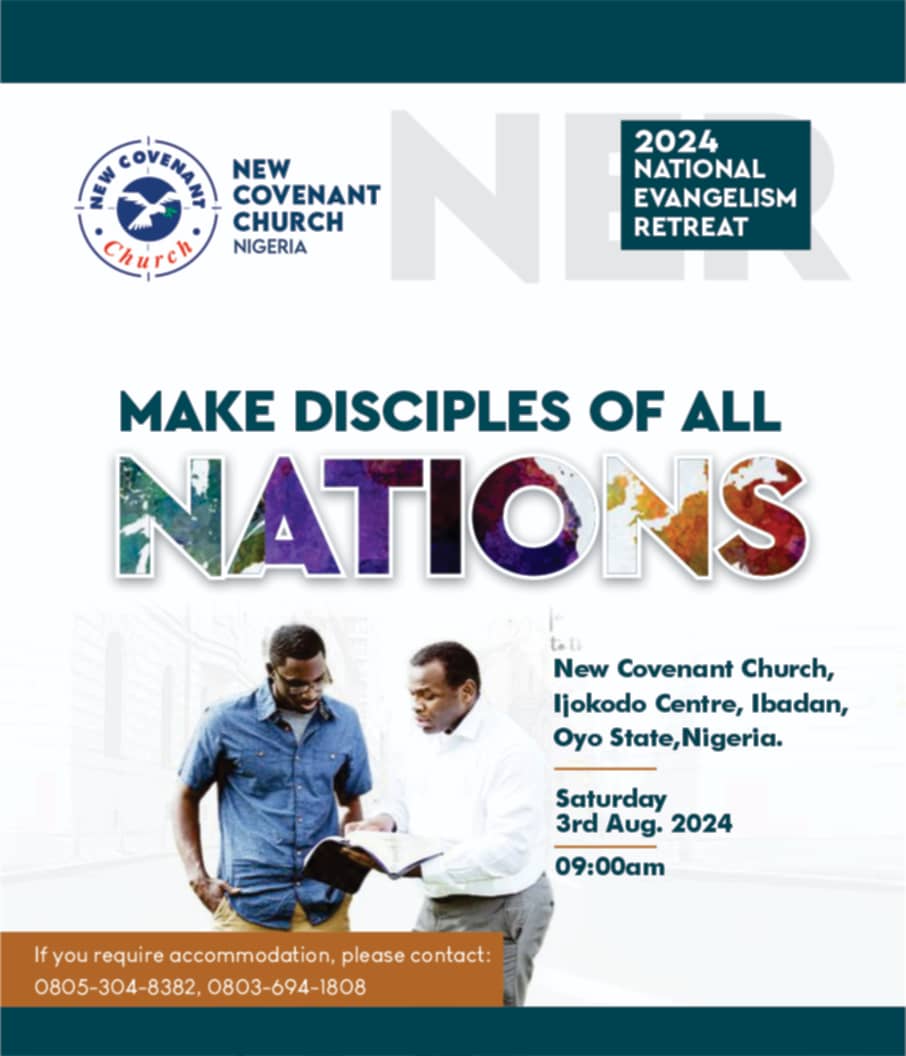 NEW COVENANT
Church
NEW
COVENANT
CHURCH
NIGERIA
NER
2024
NATIONAL
EVANGELISM
RETREAT
MAKE DISCIPLES OF ALL
NATIONS
New Covenant Church,
Ijokodo Centre, Ibadan,
Oyo State,Nigeria.
Saturday
3rd Aug. 2024
09:00am
If you require accommodation, please contact:
0805-304-8382, 0803-694-1808